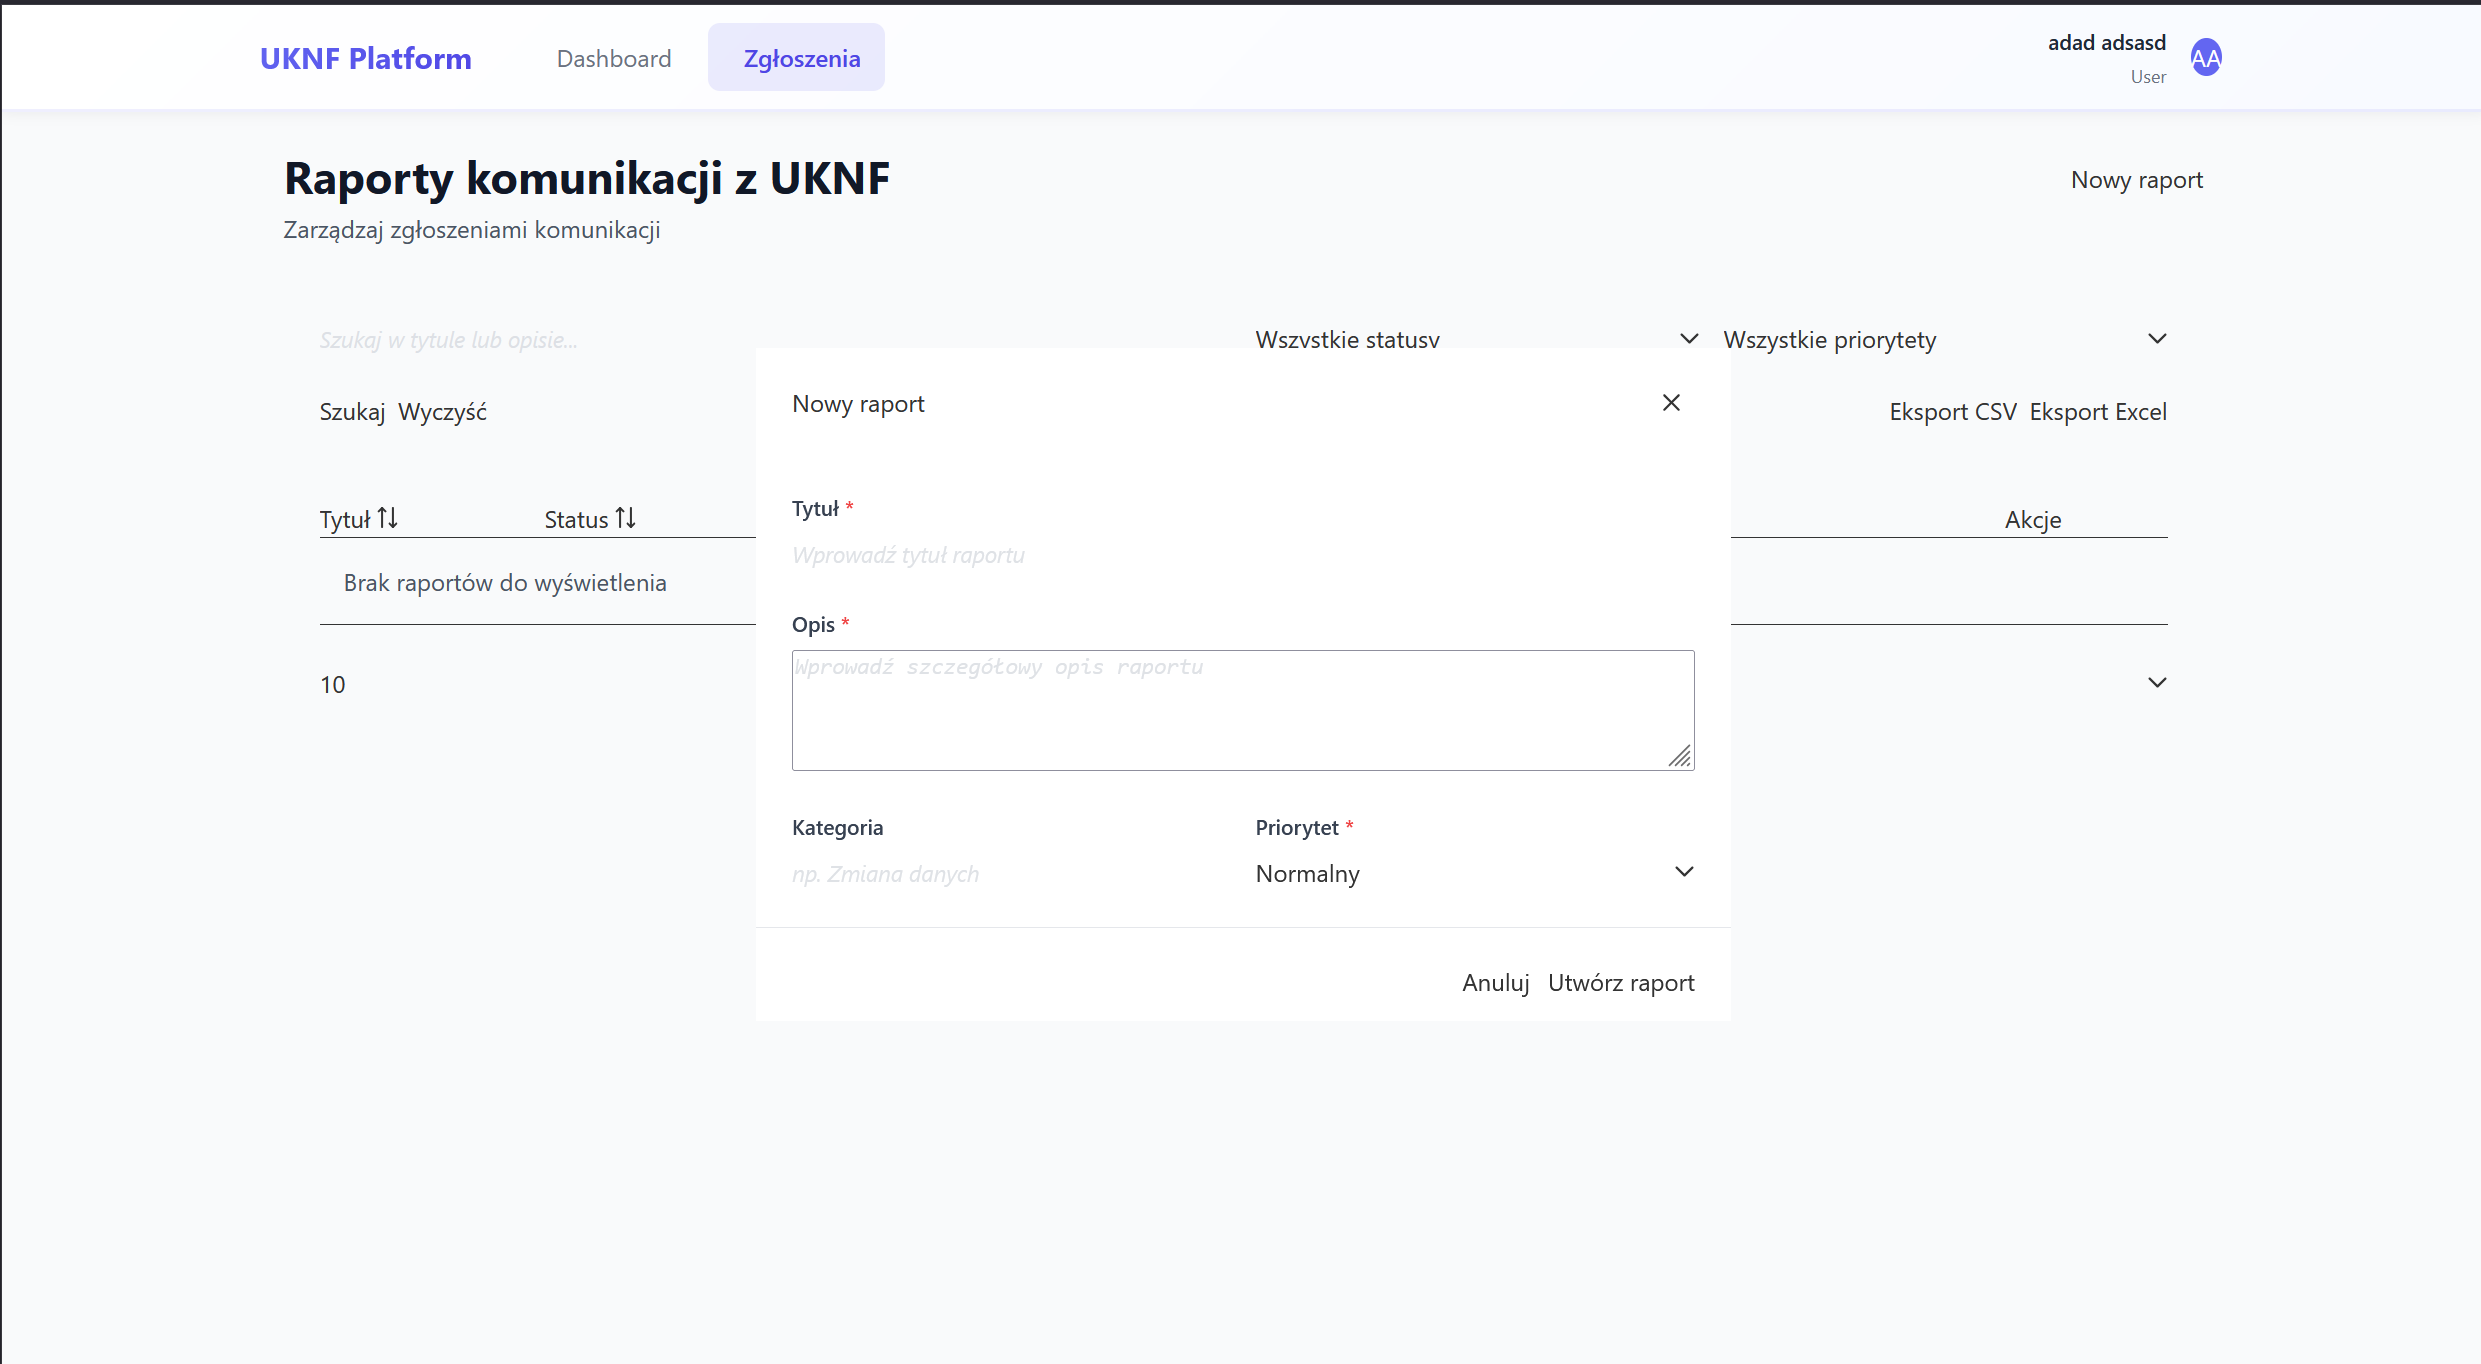 UKNF Platform
Dashboard
Zgłoszenia
adad adsasd
User
AA
Raporty komunikacji z UKNF
Zarządzaj zgłoszeniami komunikacji
Nowy raport
Szukaj w tytule lub opisie...
Wszystkie statusy
Wszystkie priorytety
Szukaj Wyczyść
Eksport CSV Eksport Excel
Tytuł
Status
Akcje
Brak raportów do wyświetlenia
10
Nowy raport
Tytuł *
Wprowadź tytuł raportu
Opis *
Wprowadź szczegółowy opis raportu
Kategoria
Priorytet *
np. Zmiana danych
Normalny
Anuluj Utwórz raport